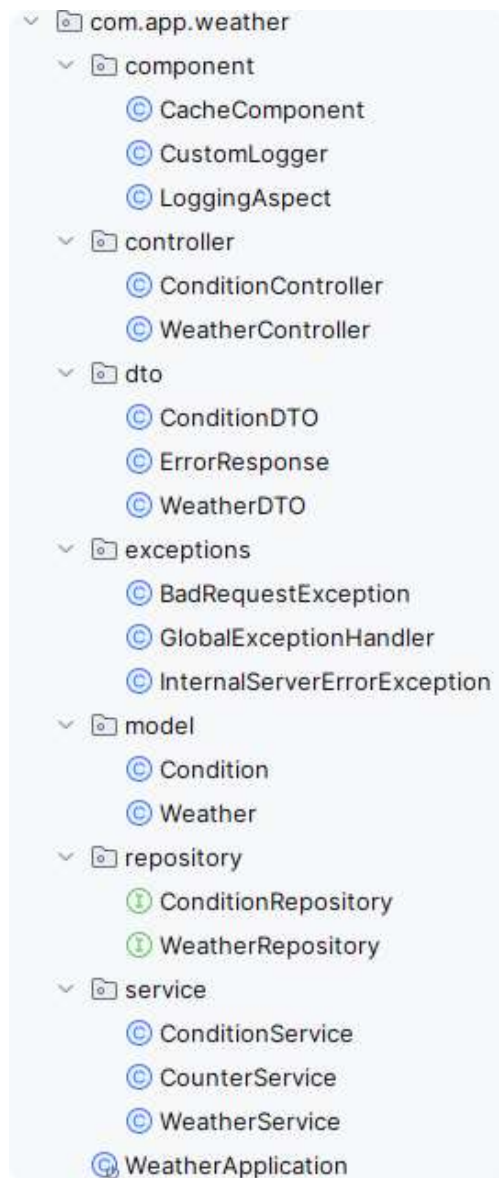 com.app.weather
component
CacheComponent
CustomLogger
LoggingAspect
controller
ConditionController
WeatherController
dto
ConditionDTO
ErrorResponse
WeatherDTO
exceptions
BadRequestException
GlobalExceptionHandler
InternalServerErrorException
model
Condition
Weather
repository
ConditionRepository
WeatherRepository
service
ConditionService
CounterService
WeatherService
WeatherApplication